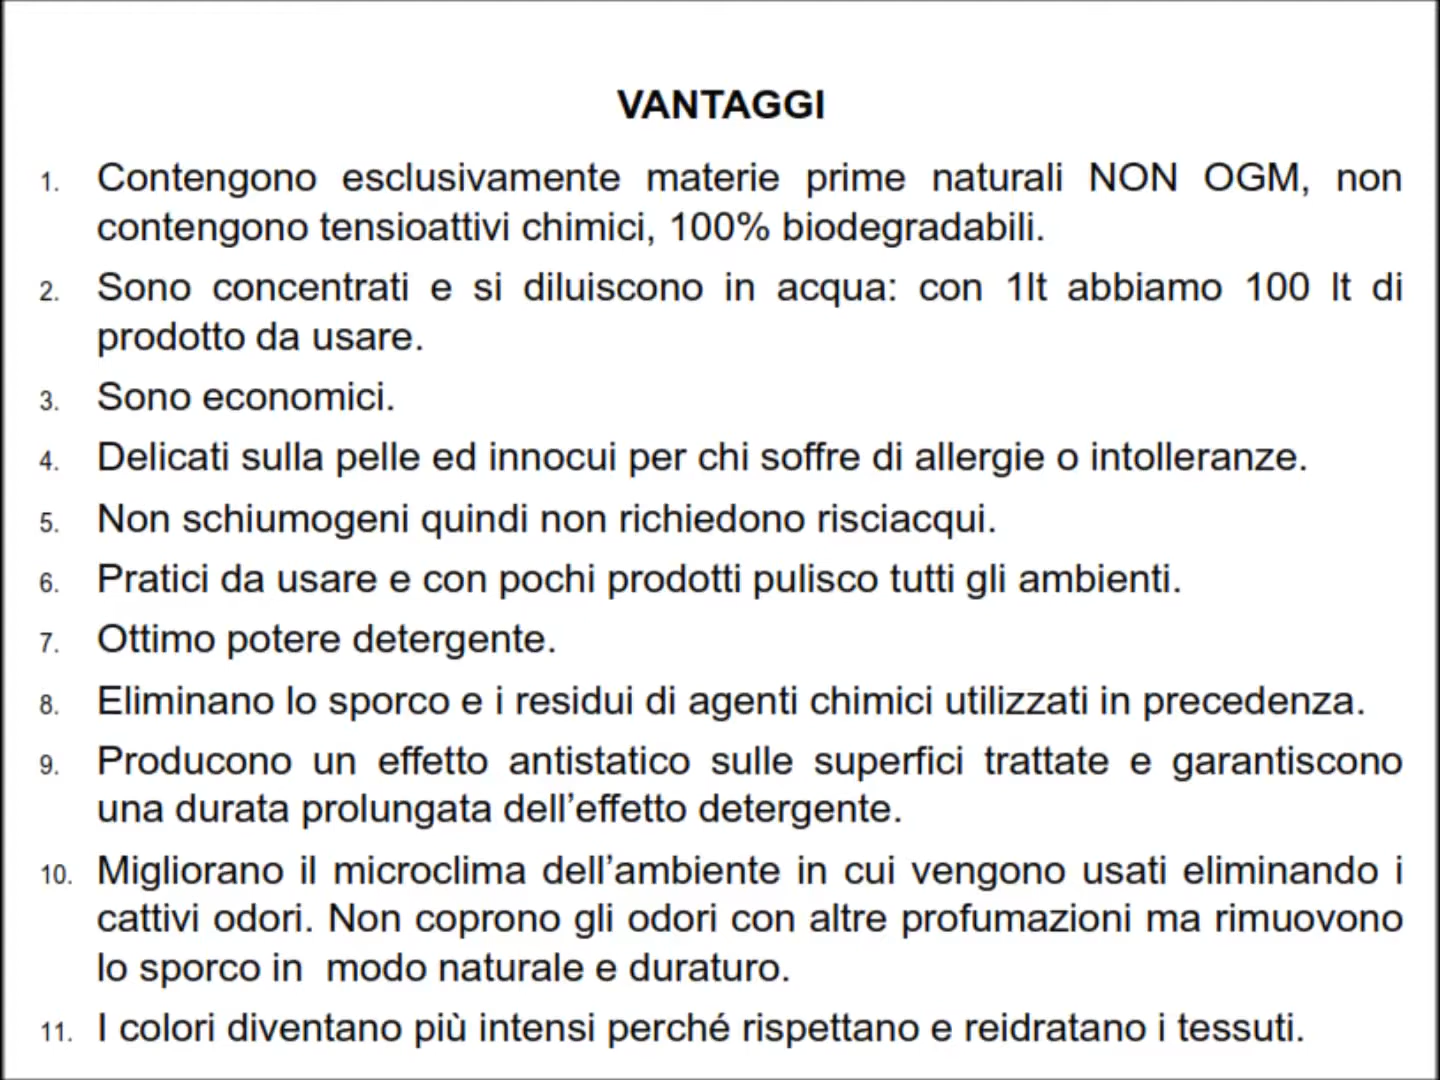 VANTAGGI
1. Contengono esclusivamente materie prime naturali NON OGM, non
contengono tensioattivi chimici, 100% biodegradabili.
2. Sono concentrati e si diluiscono in acqua: con 1lt abbiamo 100 lt di
prodotto da usare.
3. Sono economici.
4. Delicati sulla pelle ed innocui per chi soffre di allergie o intolleranze.
5. Non schiumogeni quindi non richiedono risciacqui.
6. Pratici da usare e con pochi prodotti pulisco tutti gli ambienti.
7. Ottimo potere detergente.
8. Eliminano lo sporco e i residui di agenti chimici utilizzati in precedenza.
9. Producono un effetto antistatico sulle superfici trattate e garantiscono
una durata prolungata dell’effetto detergente.
10. Migliorano il microclima dell’ambiente in cui vengono usati eliminando i
cattivi odori. Non coprono gli odori con altre profumazioni ma rimuovono
lo sporco in modo naturale e duraturo.
11. I colori diventano più intensi perché rispettano e reidratano i tessuti.